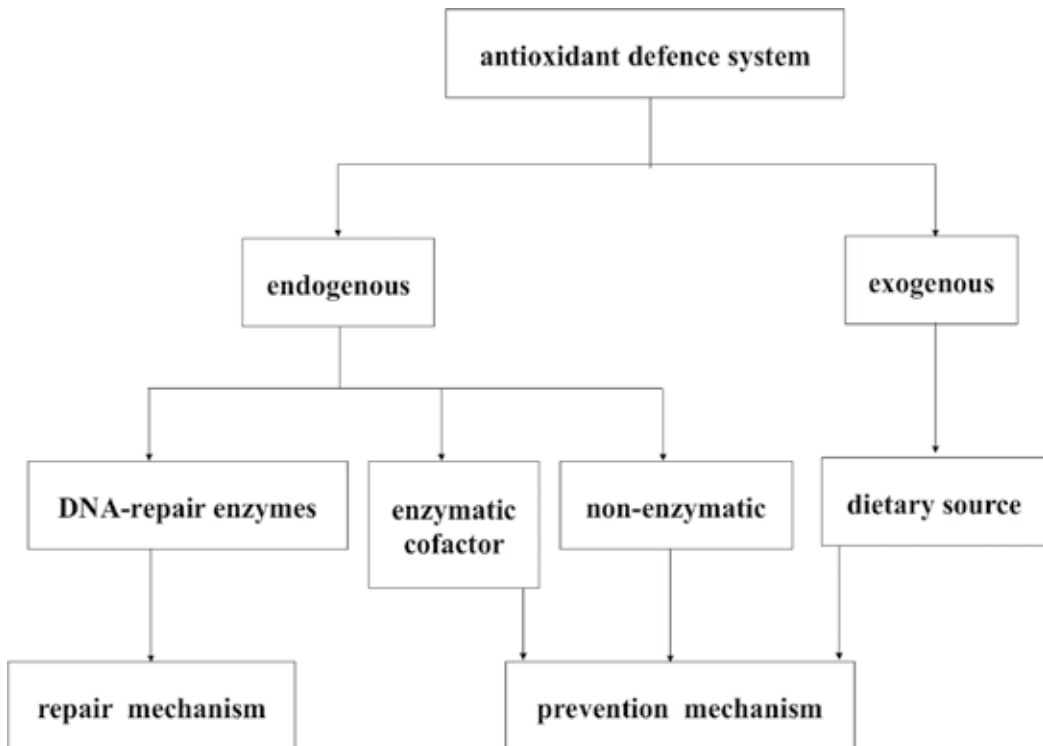 antioxidant defence system
endogenous
exogenous
DNA-repair enzymes
enzymatic
cofactor
non-enzymatic
dietary source
repair mechanism
prevention mechanism